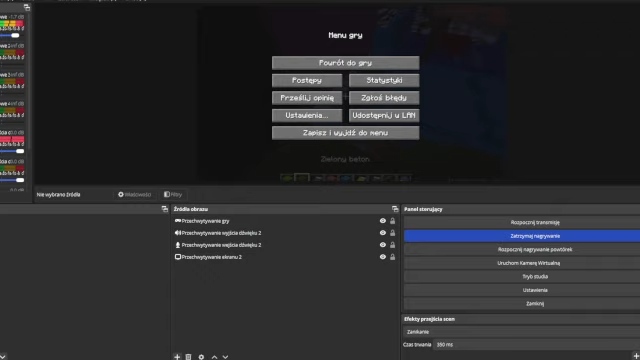 Menu gry
Powrót do gry
Postępy
Statystyki
Prześlij opinię
Zgłoś błędy
Ustawienia...
Udostępnij w LAN
Zapisz i wyjdź do menu
Zielony beton
Nie wybrano źródła
Właściwości
Filtry
Źródła obrazu
Przechwytywanie gry
Przechwytywanie wyjścia dźwięku 2
Przechwytywanie wejścia dźwięku 2
Przechwytywanie ekranu 2
Panel sterujący
Rozpocznij transmisję
Zatrzymaj nagrywanie
Rozpocznij nagrywanie powtórek
Uruchom Kamerę Wirtualną
Tryb studia
Ustawienia
Zamknij
Efekty przejścia scen
Zanikanie
Czas trwania
350 ms